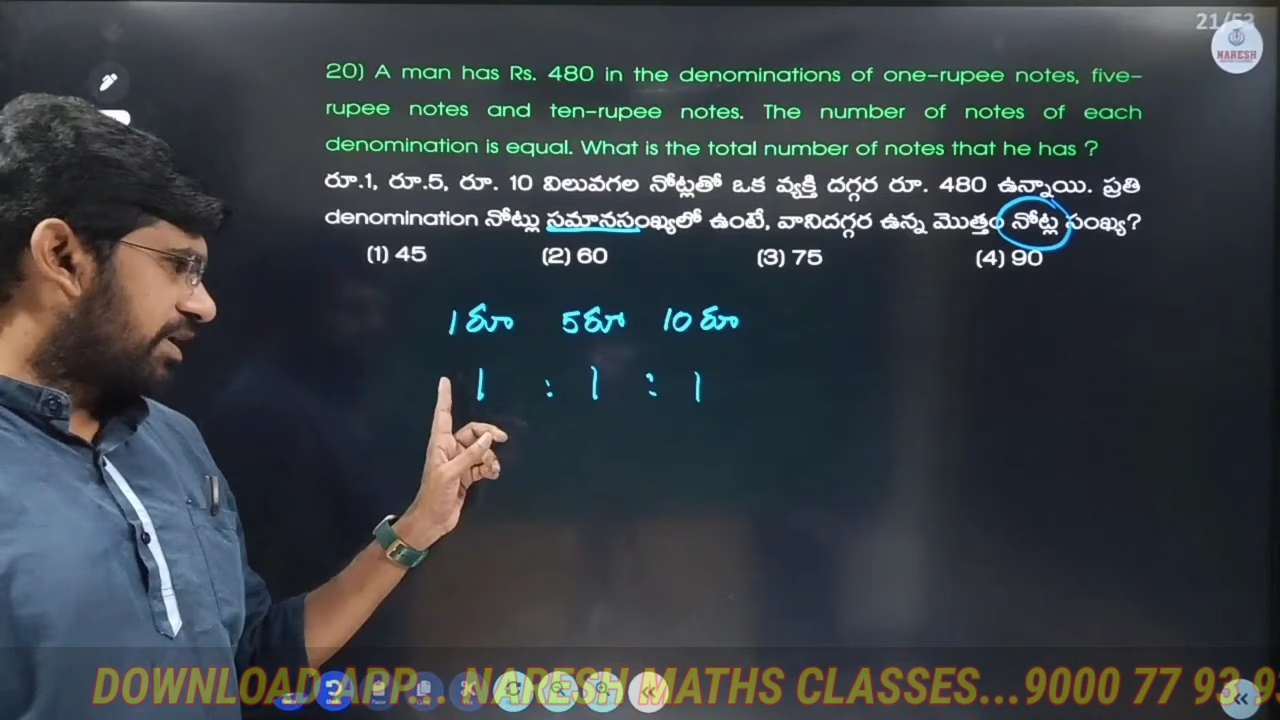 21/53
NARESH
20) A man has Rs. 480 in the denominations of one-rupee notes, five-
rupee notes and ten-rupee notes. The number of notes of each
denomination is equal. What is the total number of notes that he has ?
రూ.1, రూ.5, రూ. 10 విలువగల నోట్లతో ఒక వ్యక్తి దగ్గర రూ. 480 ఉన్నాయి. ప్రతి
denomination నోట్లు సమానసంఖ్యలో ఉంటే, వానిదగ్గర ఉన్న మొత్తం నోట్ల సంఖ్య?
(1) 45 (2) 60 (3) 75 (4) 90
1రూ 5రూ 10రూ
1 : 1 : 1
DOWNLOAD APP... NARESH MATHS CLASSES...9000 77 93 9